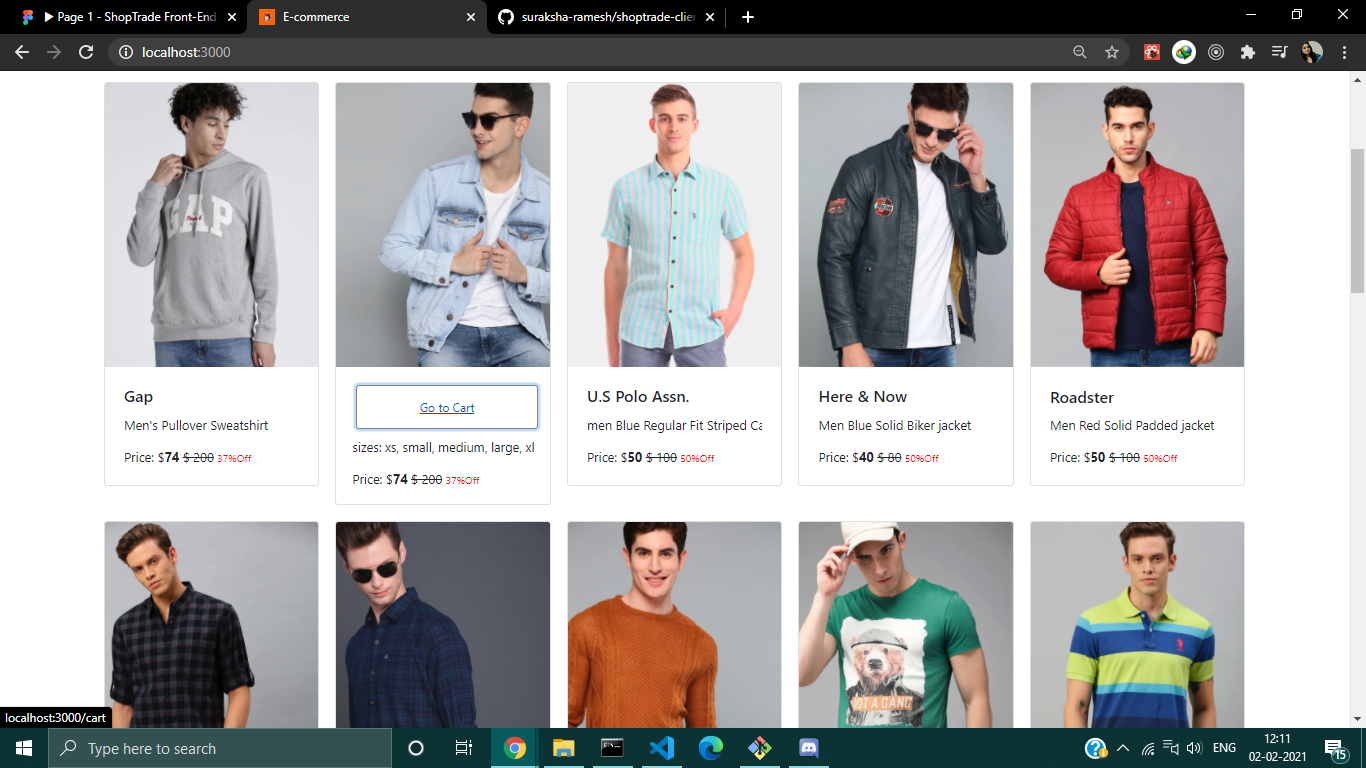 Page 1 - ShopTrade Front-End
E-commerce
suraksha-ramesh/shoptrade-clier
localhost:3000
GAP
Gap
Men's Pullover Sweatshirt
Price: $74 $ 200 37%Off
Go to Cart
sizes: xs, small, medium, large, xl
Price: $74 $ 200 37%Off
U.S Polo Assn.
men Blue Regular Fit Striped Ca
Price: $50 $ 100 50%Off
Here & Now
Men Blue Solid Biker jacket
Price: $40 $ 80 50%Off
Roadster
Men Red Solid Padded jacket
Price: $50 $ 100 50%Off
NOT A GANG
localhost:3000/cart
Type here to search
ENG
12:11
02-02-2021
15